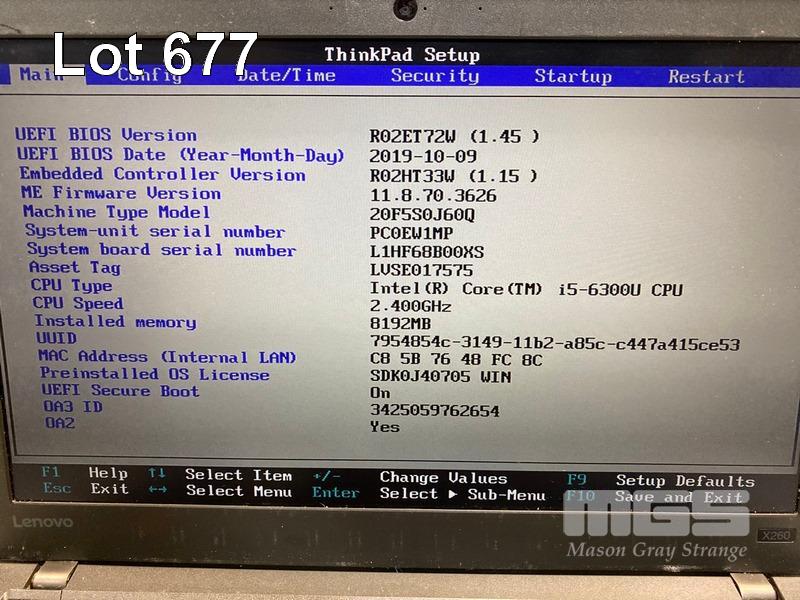 Lot 677
ThinkPad Setup
Main Config Date/Time Security Startup Restart
UEFI BIOS Version R02ET72W (1.45 )
UEFI BIOS Date (Year-Month-Day) 2019-10-09
Embedded Controller Version R02HT33W (1.15 )
ME Firmware Version 11.8.70.3626
Machine Type Model 20F5S0J60Q
System-unit serial number PC0EW1MP
System board serial number L1HF68B00XS
Asset Tag LVSE017575
CPU Type Intel(R) Core(TM) i5-6300U CPU
CPU Speed 2.400GHz
Installed memory 8192MB
UUID 7954854c-3149-11b2-a85c-c447a415ce53
MAC Address (Internal LAN) C8 5B 76 48 FC 8C
Preinstalled OS License SDK0J40705 WIN
UEFI Secure Boot On
OA3 ID 3425059762654
OA2 Yes
F1 Help ↑↓ Select Item +/- Change Values F9 Setup Defaults
Esc Exit ↔ Select Menu Enter Select ▶ Sub-Menu F10 Save and Exit
Lenovo
X260
MGS
Mason Gray Strange